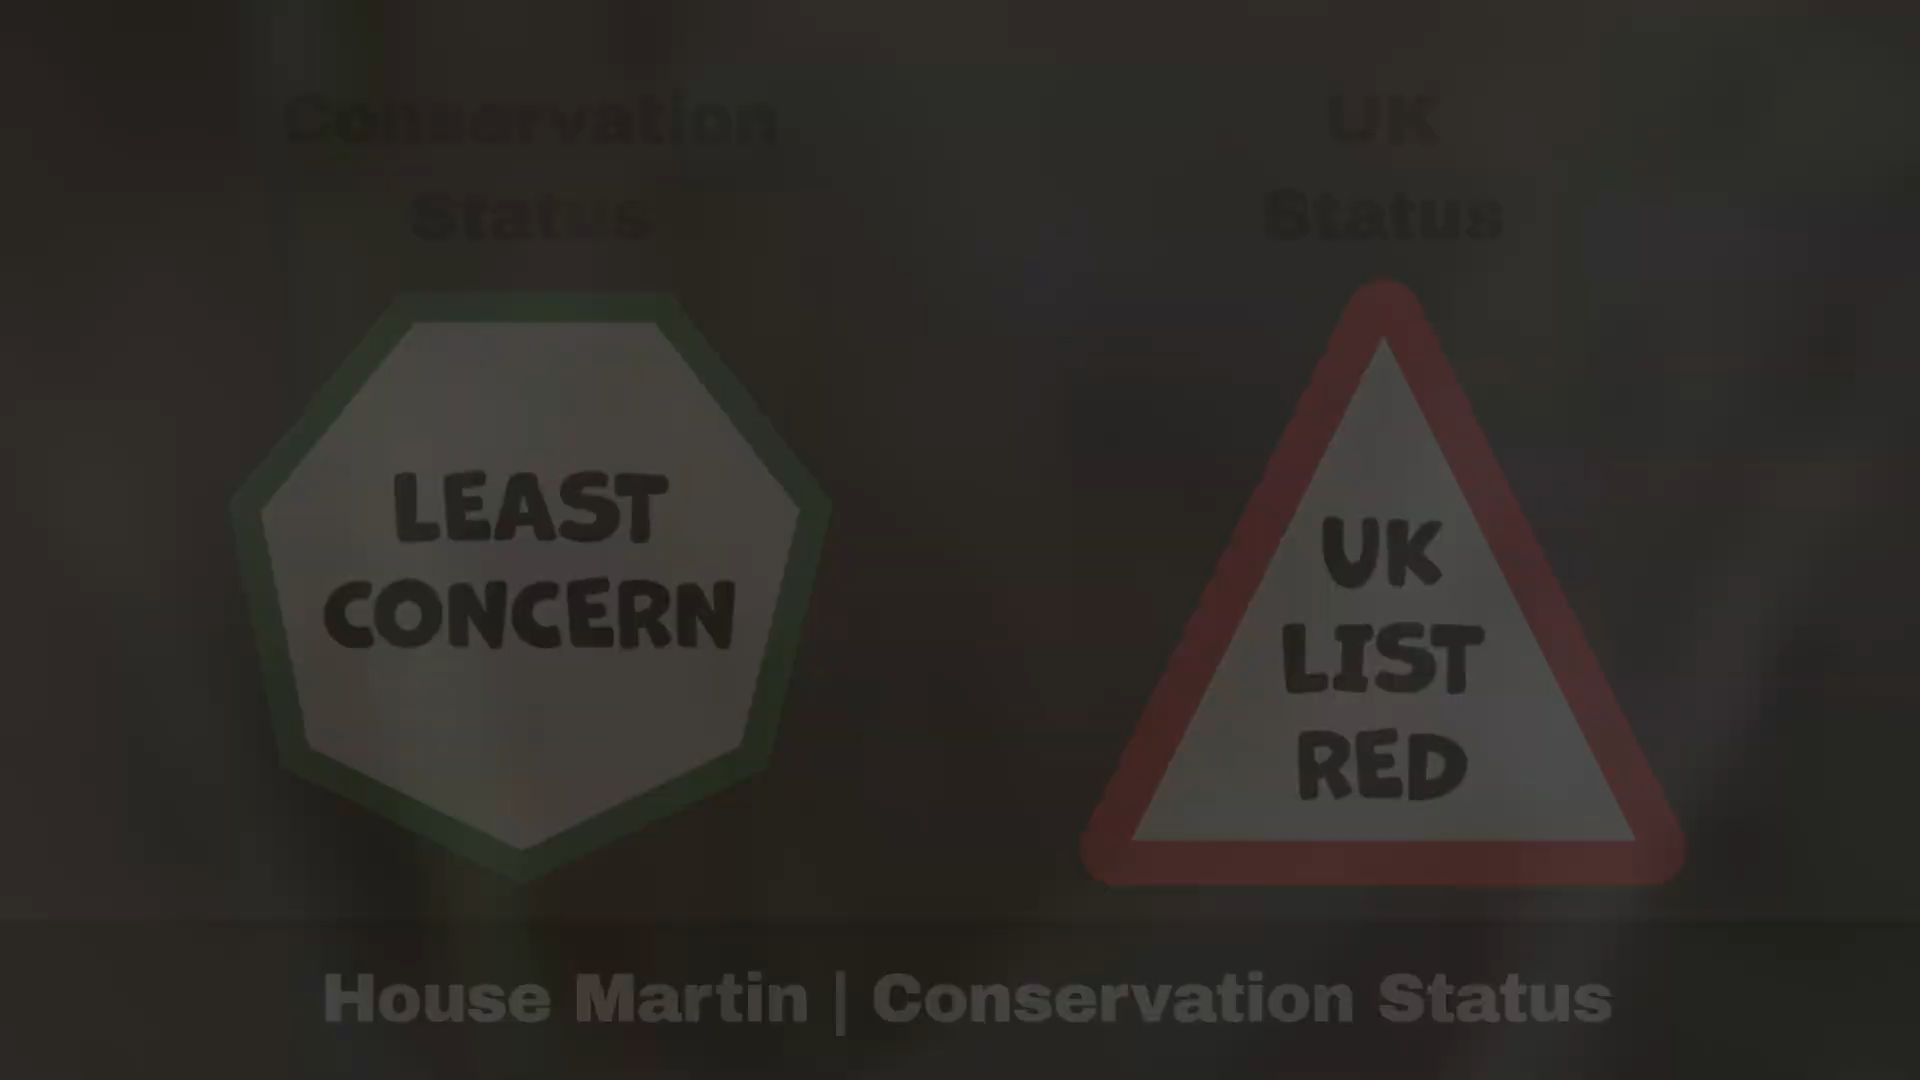 Conservation
Status
UK
Status
LEAST
CONCERN
UK
LIST
RED
House Martin | Conservation Status